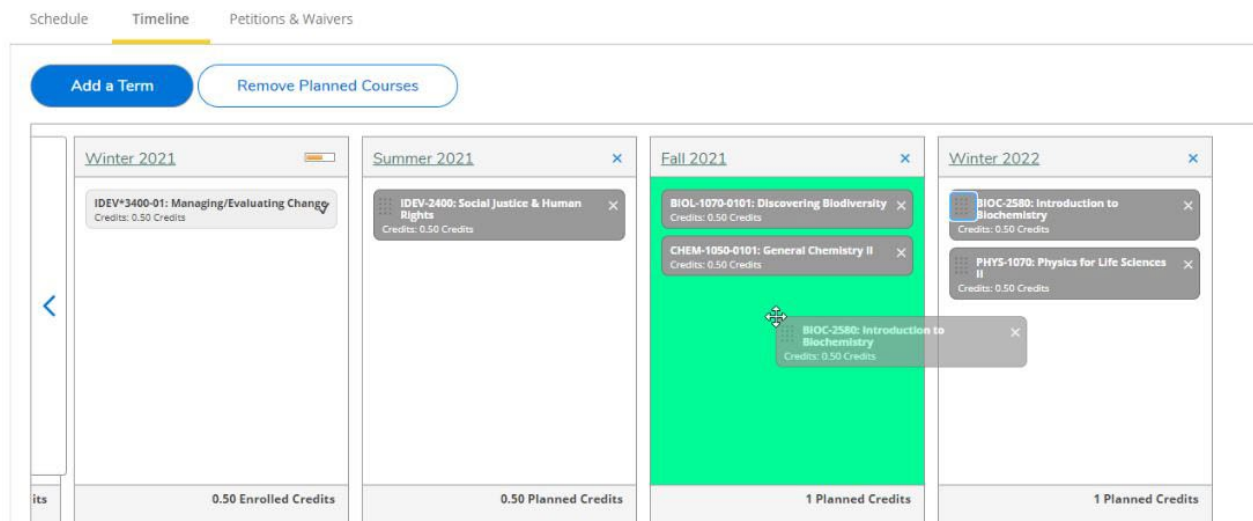 Schedule Timeline Petitions & Waivers
Add a Term Remove Planned Courses
Winter 2021
IDEV*3400-01: Managing/Evaluating Change
Credits: 0.50 Credits
0.50 Enrolled Credits
Summer 2021
IDEV-2400: Social Justice & Human
Rights
Credits: 0.50 Credits
0.50 Planned Credits
Fall 2021
BIOL-1070-0101: Discovering Biodiversity
Credits: 0.50 Credits
CHEM-1050-0101: General Chemistry II
Credits: 0.50 Credits
BIOC-2580: Introduction to
Biochemistry
Credits: 0.50 Credits
1 Planned Credits
Winter 2022
BIOC-2580: Introduction to
Biochemistry
Credits: 0.50 Credits
PHYS-1070: Physics for Life Sciences
II
Credits: 0.50 Credits
1 Planned Credits
its